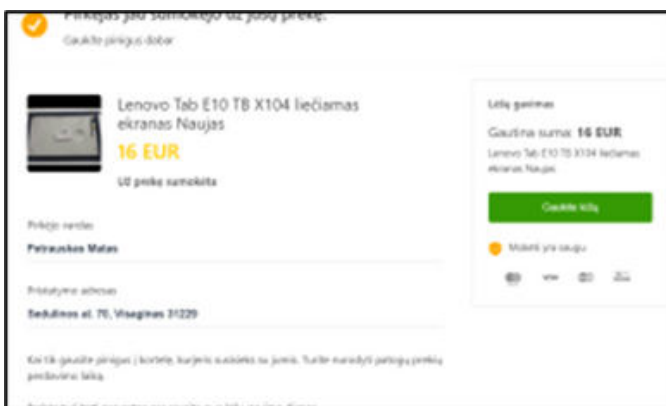 Pirkėjas jau sumokėjo už jūsų prekę.
Gaukite pinigus dabar
Lenovo Tab E10 TB X104 liečiamas
ekranas Naujas
16 EUR
Už prekę sumokėta
Pirkėjo vardas
Petrauskas Matas
Pristatymo adresas
Sedulinos al. 70, Visaginas 31229
Kai tik gausite pinigus į kortelę, kurjeris susisieks su jumis. Turite nurodyti patogų prekių
perdavimo laiką.
Lėšų gavimas
Gautina suma: 16 EUR
Lenovo Tab E10 TB X104 liečiamas
ekranas Naujas
Gaukite lėšų
Mokėti yra saugu
VISA